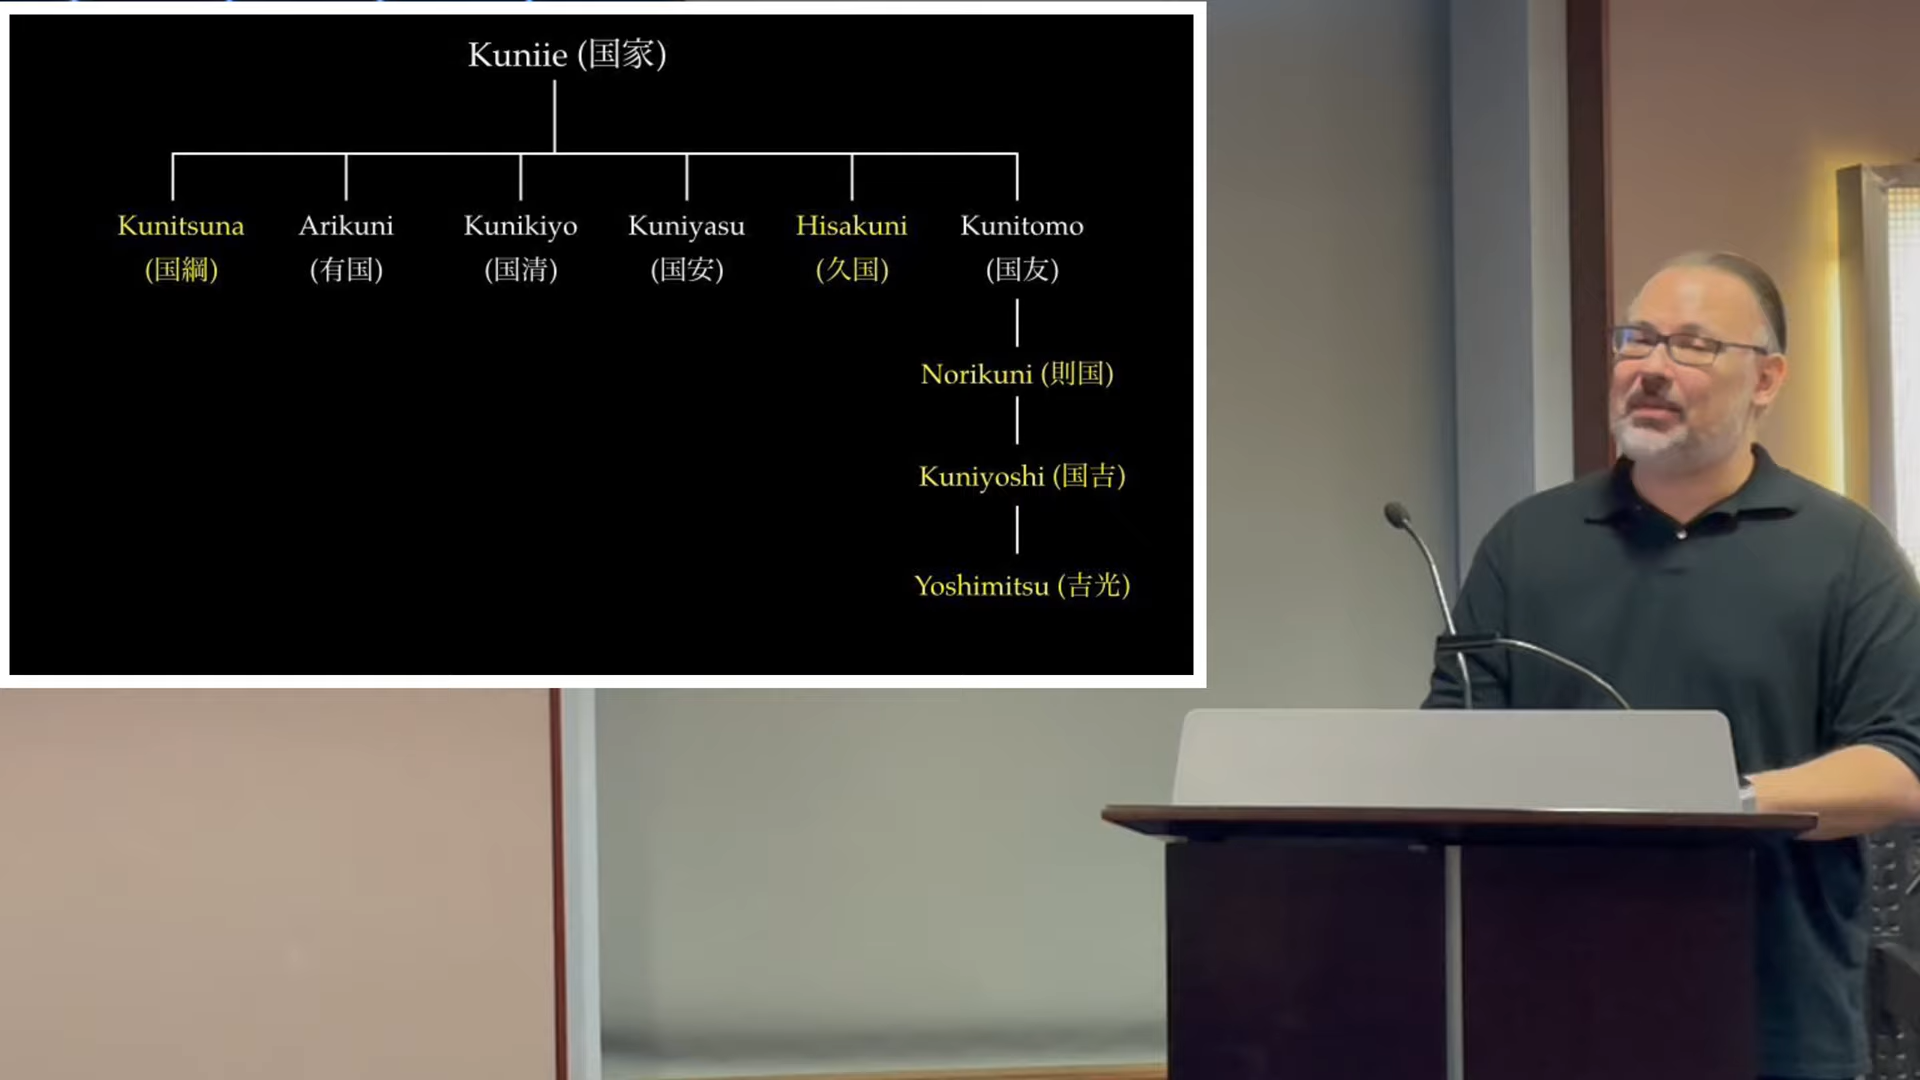 Kuniie (国家)
Kunitsuna Arikuni Kunikiyo Kuniyasu Hisakuni Kunitomo
(国綱) (有国) (国清) (国安) (久国) (国友)
Norikuni (則国)
Kuniyoshi (国吉)
Yoshimitsu (吉光)